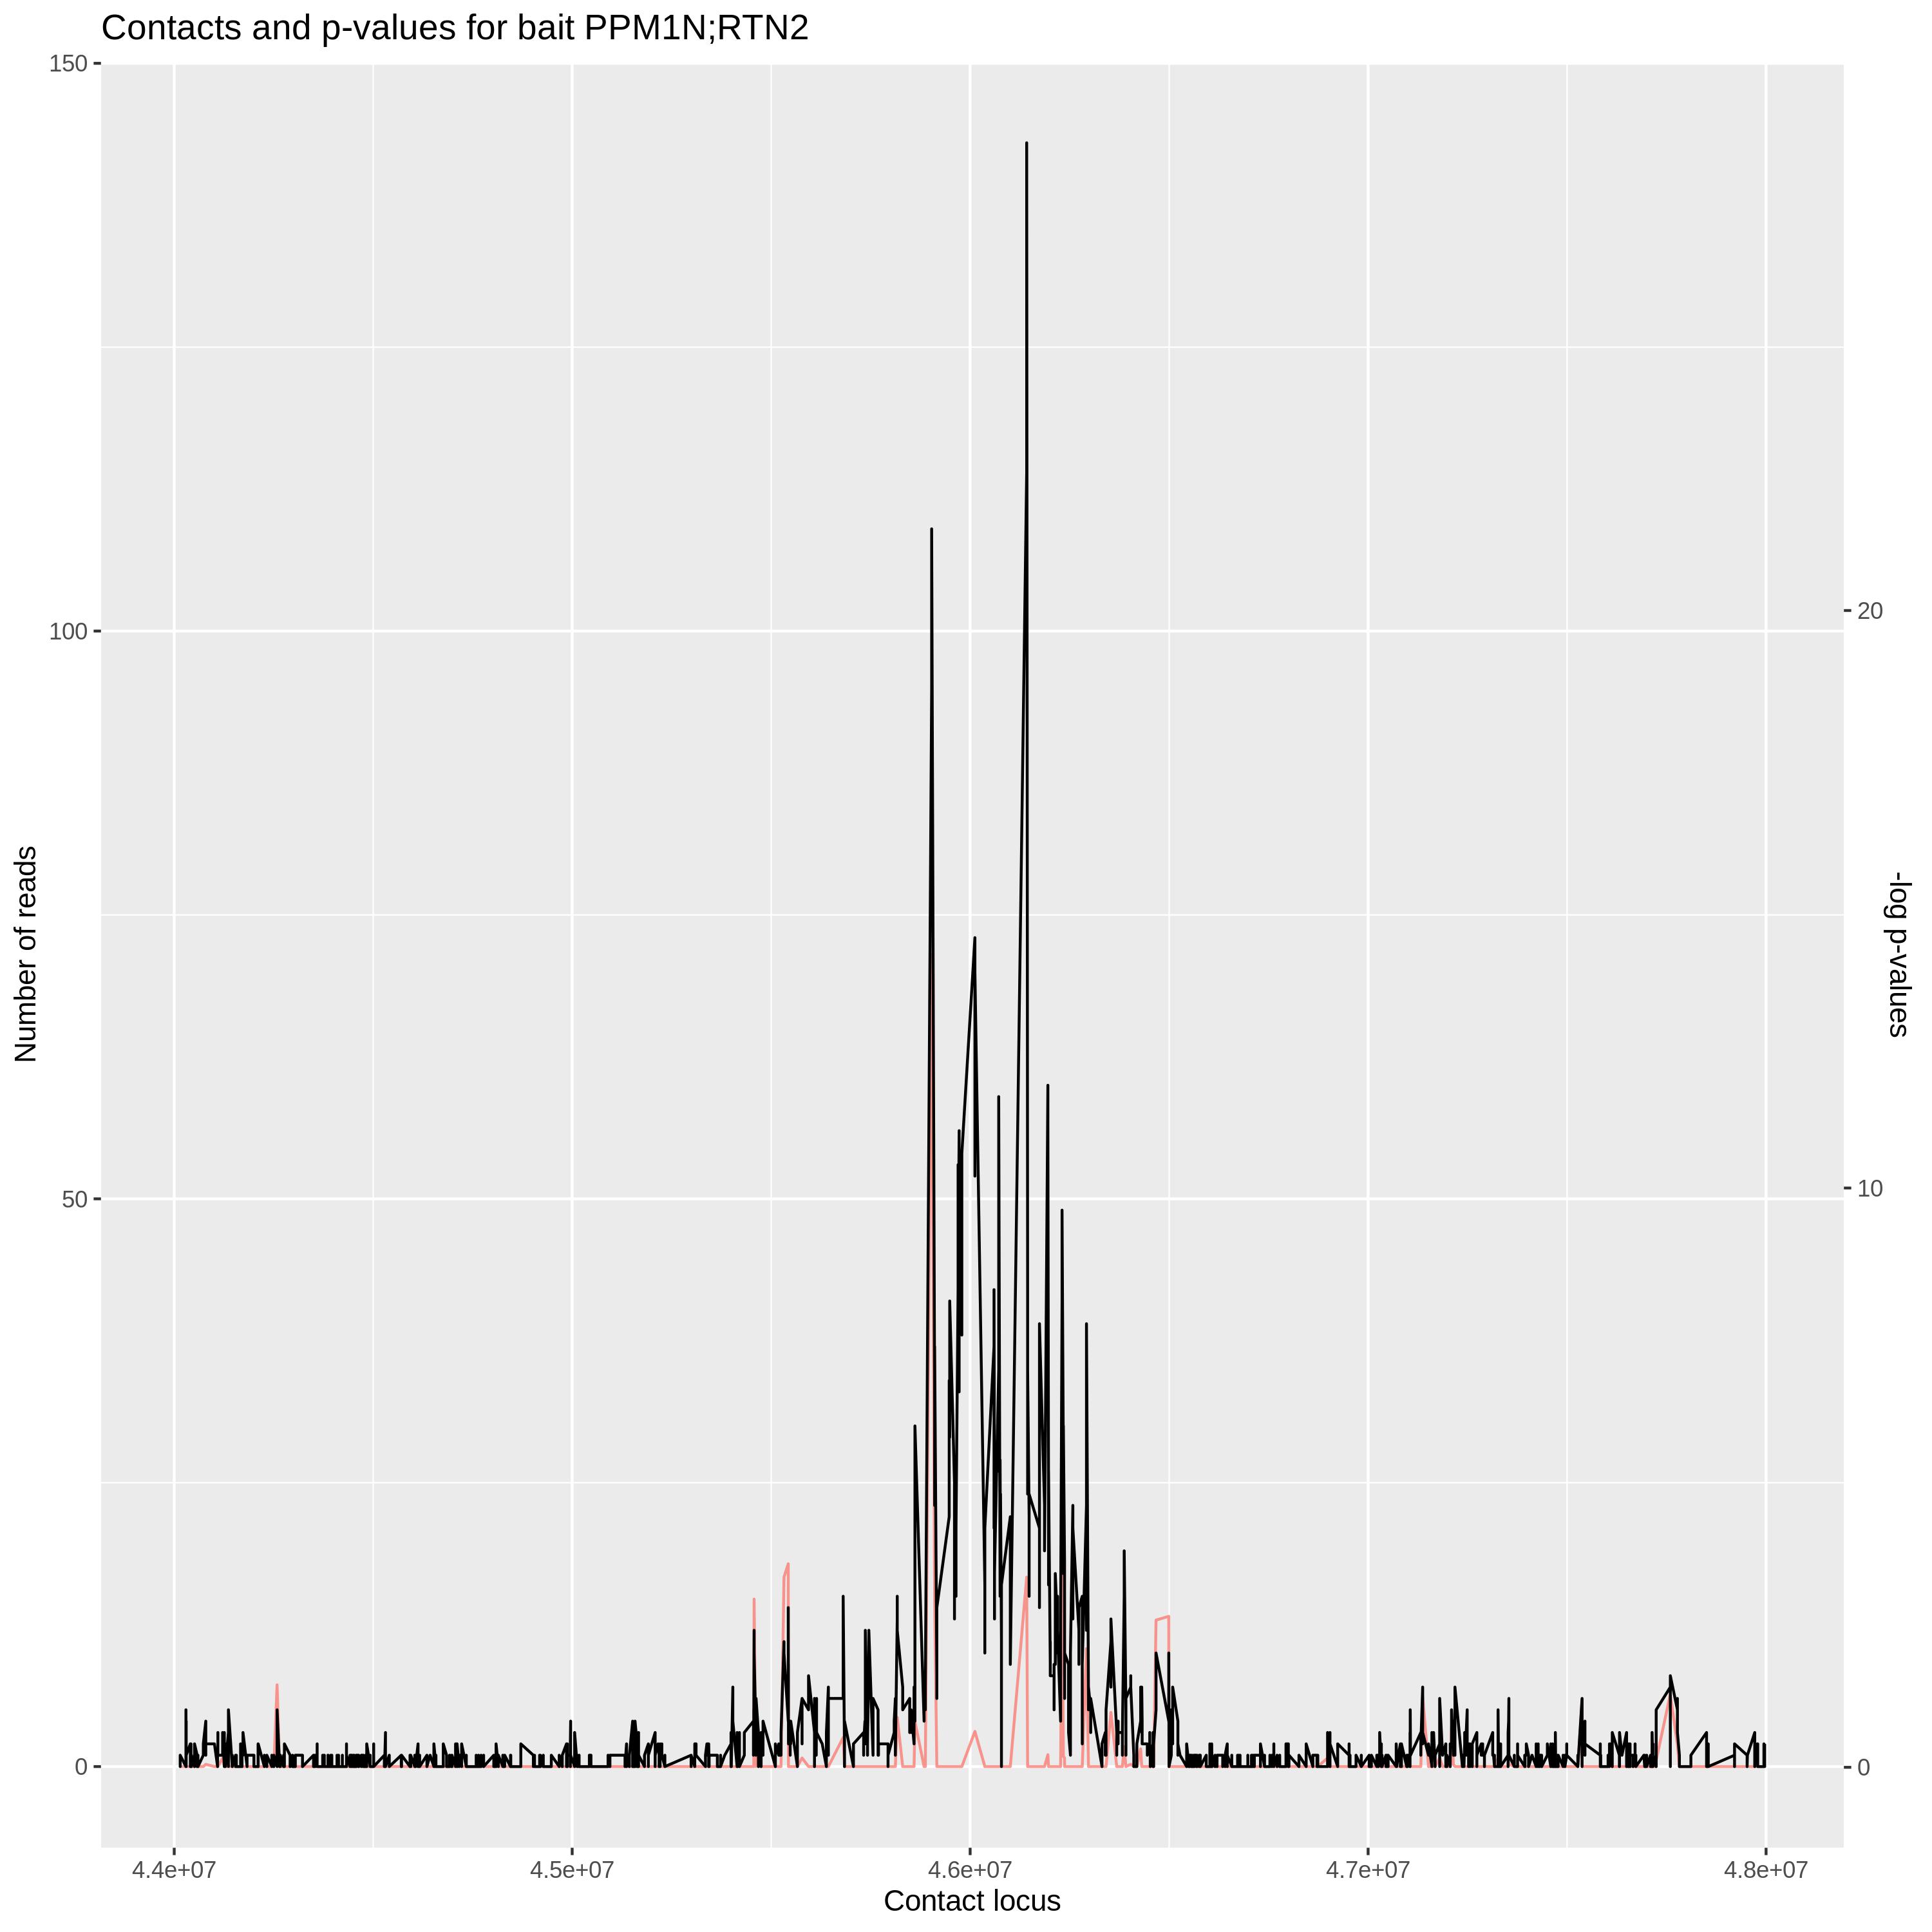 Contacts and p-values for bait PPM1N;RTN2
150
100
50
0
Number of reads
20
10
0
-log p-values
4.4e+07
4.5e+07
4.6e+07
4.7e+07
4.8e+07
Contact locus